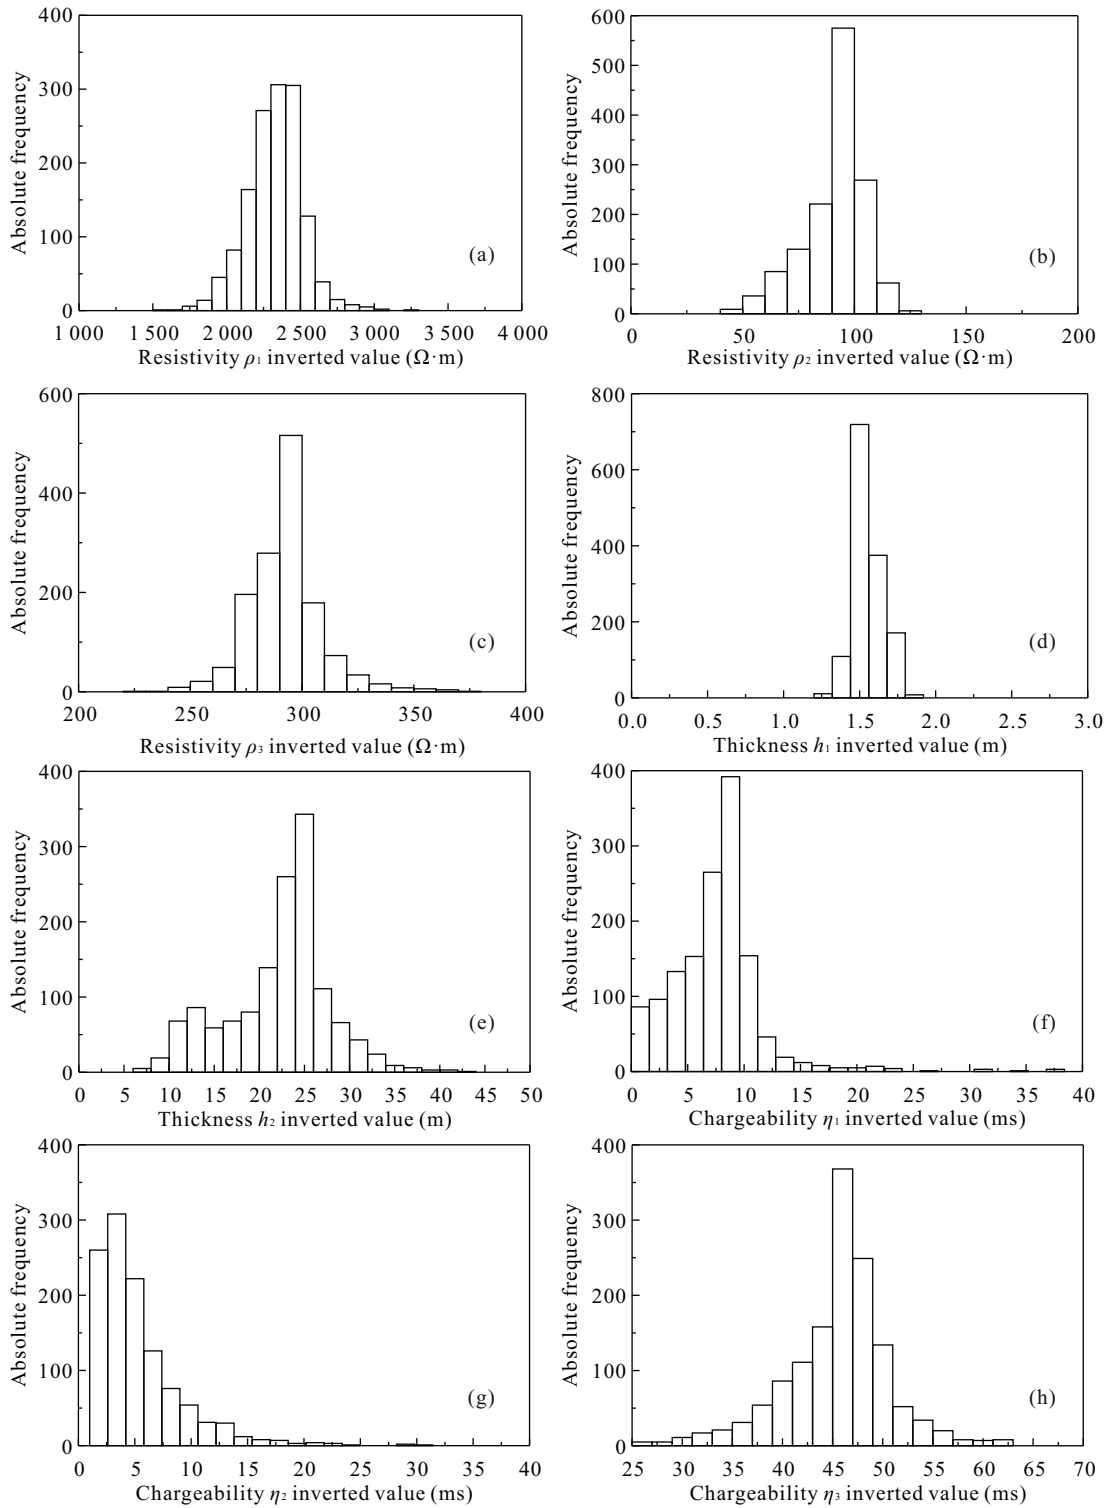 400
300
200
100
0
Absolute frequency
(a)
1 000 1 500 2 000 2 500 3 000 3 500 4 000
Resistivity ρ1 inverted value (Ω·m)
600
500
400
300
200
100
0
Absolute frequency
(b)
0 50 100 150 200
Resistivity ρ2 inverted value (Ω·m)
600
400
200
0
Absolute frequency
(c)
200 250 300 350 400
Resistivity ρ3 inverted value (Ω·m)
800
600
400
200
0
Absolute frequency
(d)
0.0 0.5 1.0 1.5 2.0 2.5 3.0
Thickness h1 inverted value (m)
400
300
200
100
0
Absolute frequency
(e)
0 5 10 15 20 25 30 35 40 45 50
Thickness h2 inverted value (m)
400
300
200
100
0
Absolute frequency
(f)
0 5 10 15 20 25 30 35 40
Chargeability η1 inverted value (ms)
400
300
200
100
0
Absolute frequency
(g)
0 5 10 15 20 25 30 35 40
Chargeability η2 inverted value (ms)
400
300
200
100
0
Absolute frequency
(h)
25 30 35 40 45 50 55 60 65 70
Chargeability η3 inverted value (ms)